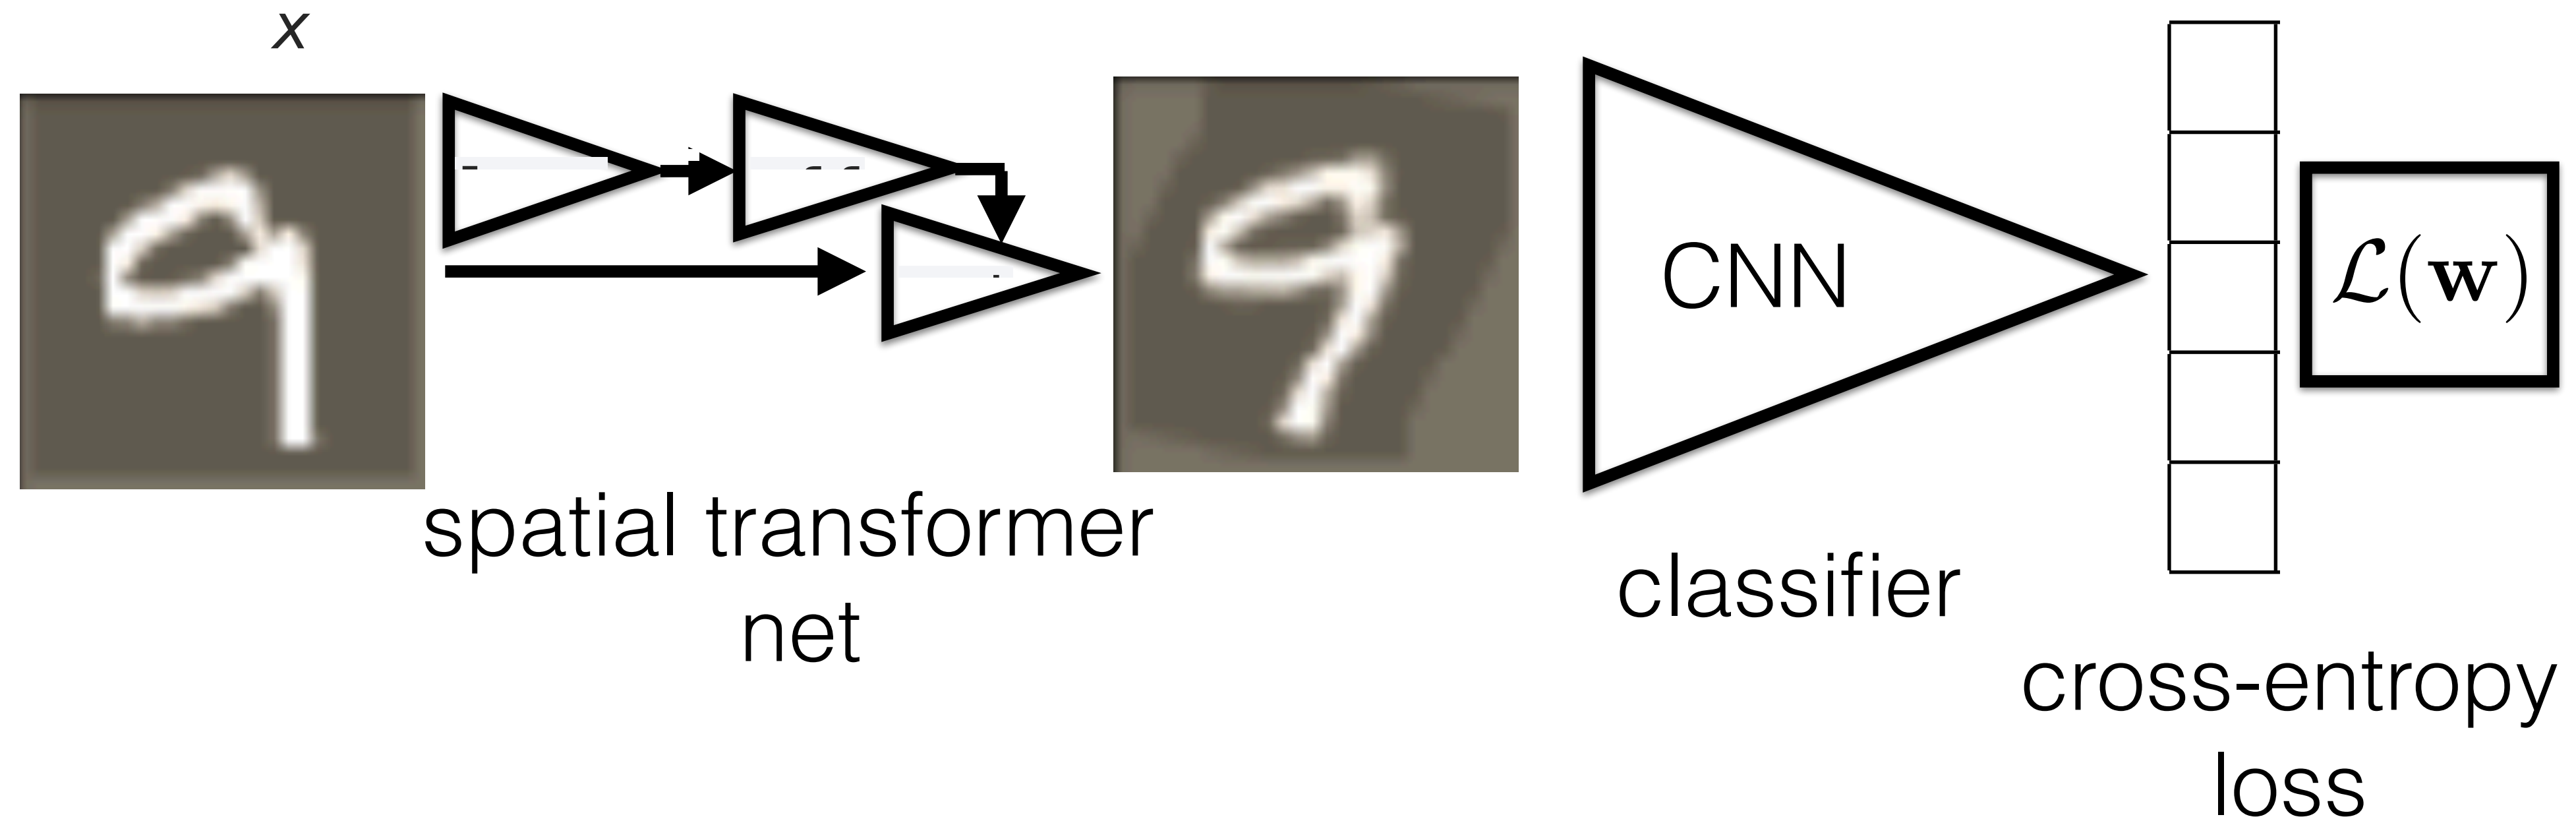 x
CNN
ℒ(w)
spatial transformer
net
classifier
cross-entropy
loss